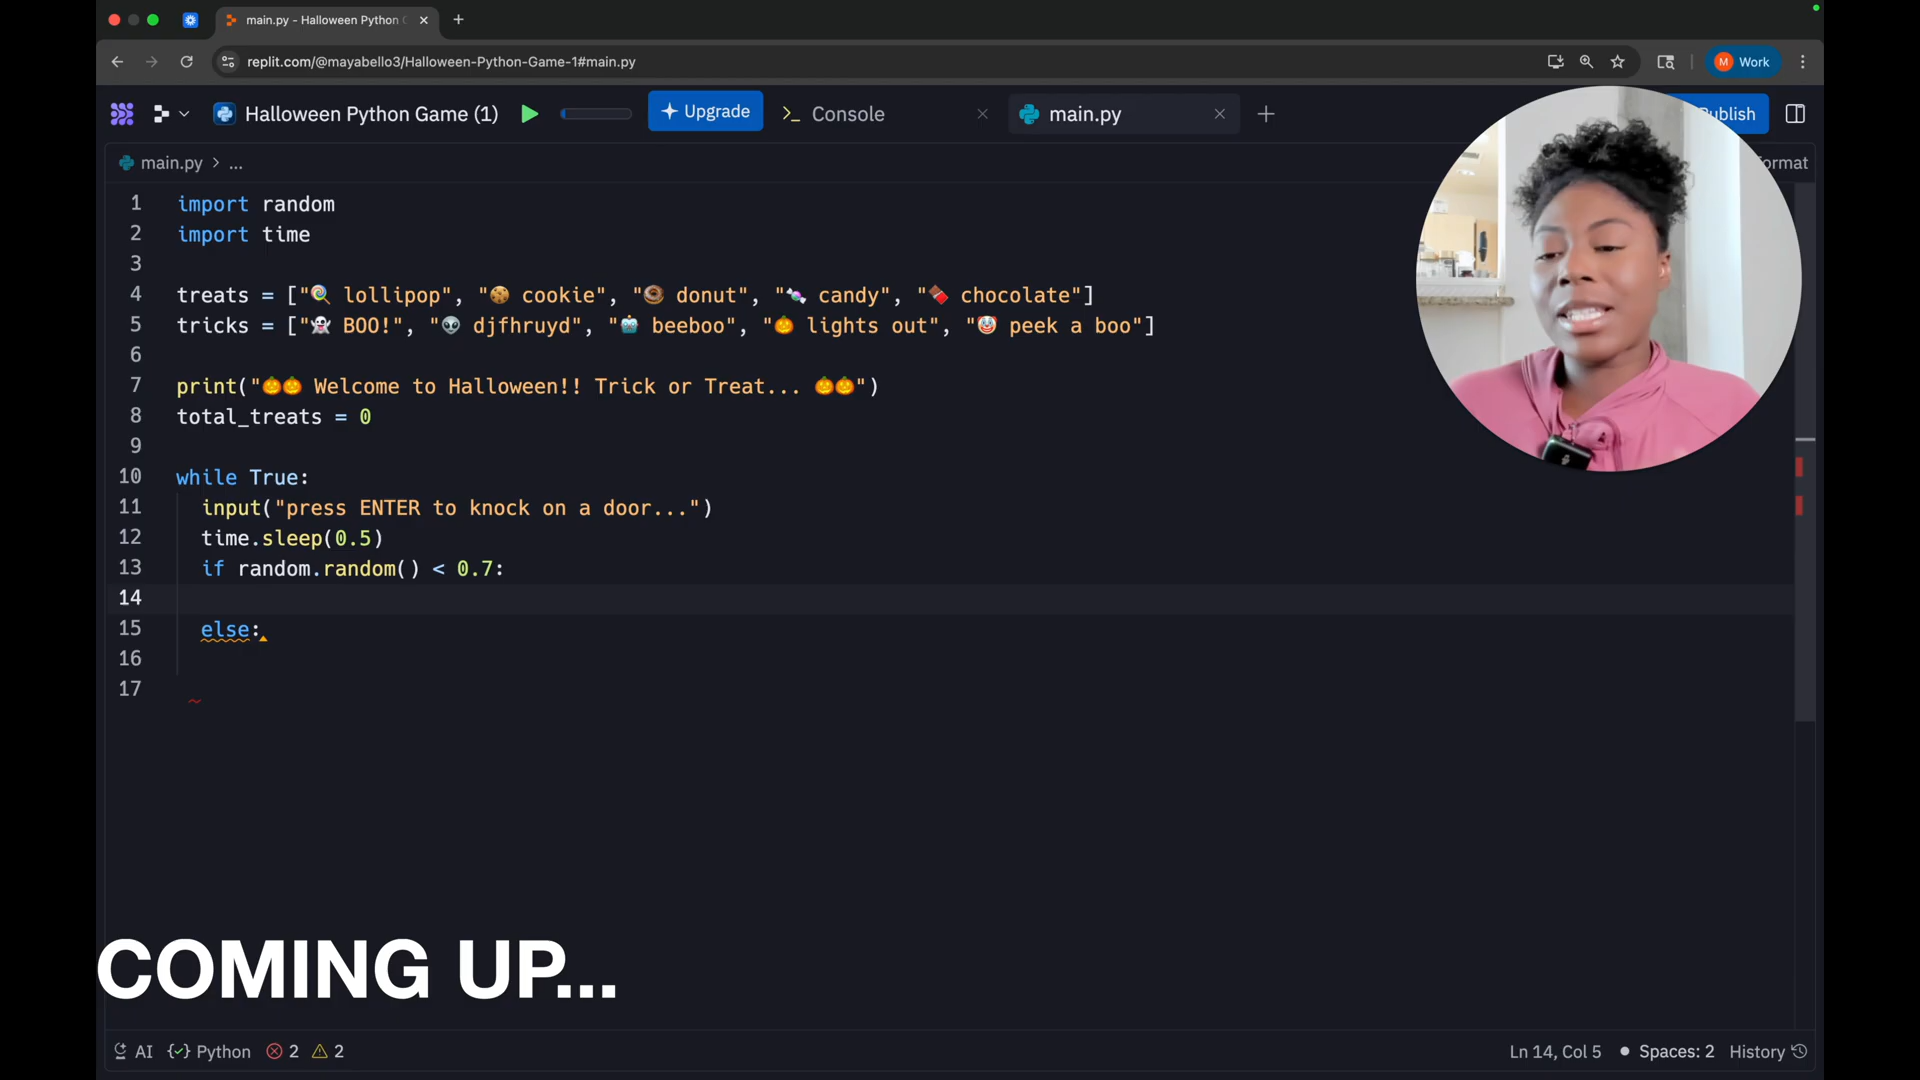 main.py - Halloween Python
replit.com/@mayabello3/Halloween-Python-Game-1#main.py
M Work
Halloween Python Game (1)
Upgrade
Console
main.py
ublish
main.py > ...
ormat
1 import random
2 import time
3
4 treats = ["🍭 lollipop", "🍪 cookie", "🍩 donut", "🍬 candy", "🍫 chocolate"]
5 tricks = ["👻 BOO!", "👽 djfhruyd", "🤖 beeboo", "🎃 lights out", "🤡 peek a boo"]
6
7 print("🎃🎃 Welcome to Halloween!! Trick or Treat... 🎃🎃")
8 total_treats = 0
9
10 while True:
11 input("press ENTER to knock on a door...")
12 time.sleep(0.5)
13 if random.random() < 0.7:
14
15 else:
16
17
COMING UP...
AI {✓} Python 2 2
Ln 14, Col 5 Spaces: 2 History